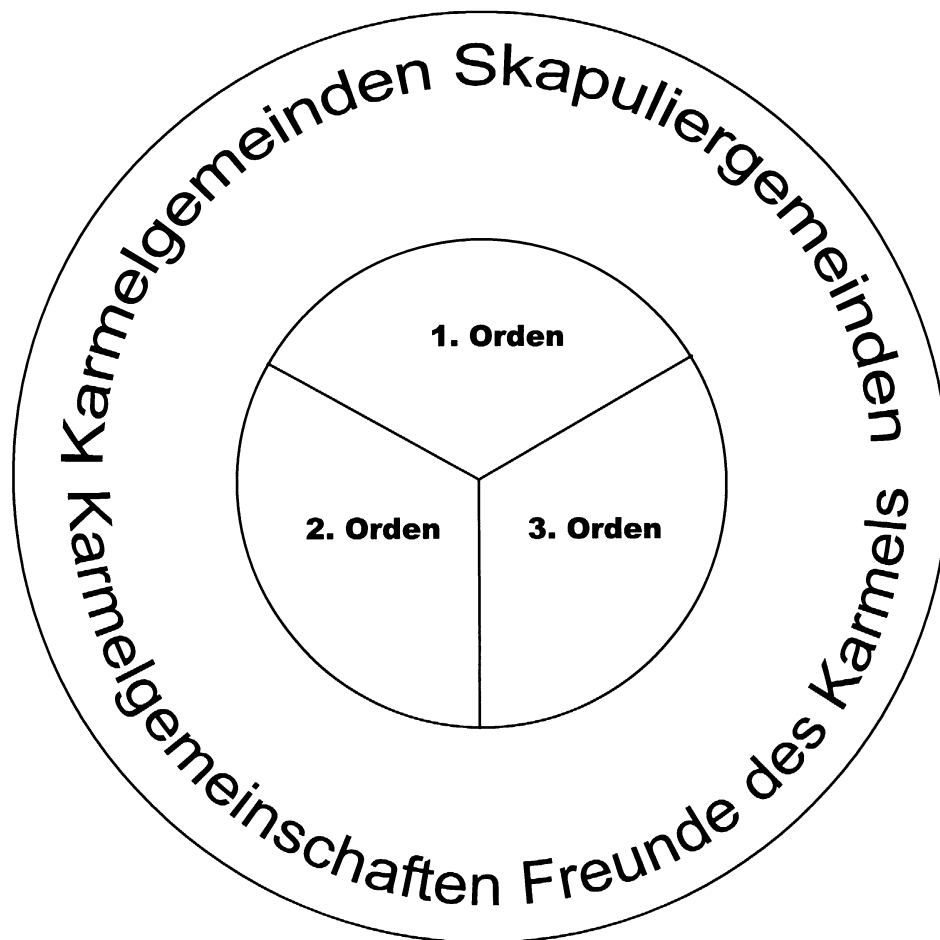 Karmelgemeinden Skapuliergemeinden
1. Orden
2. Orden
3. Orden
Karmelgemeinschaften Freunde des Karmels